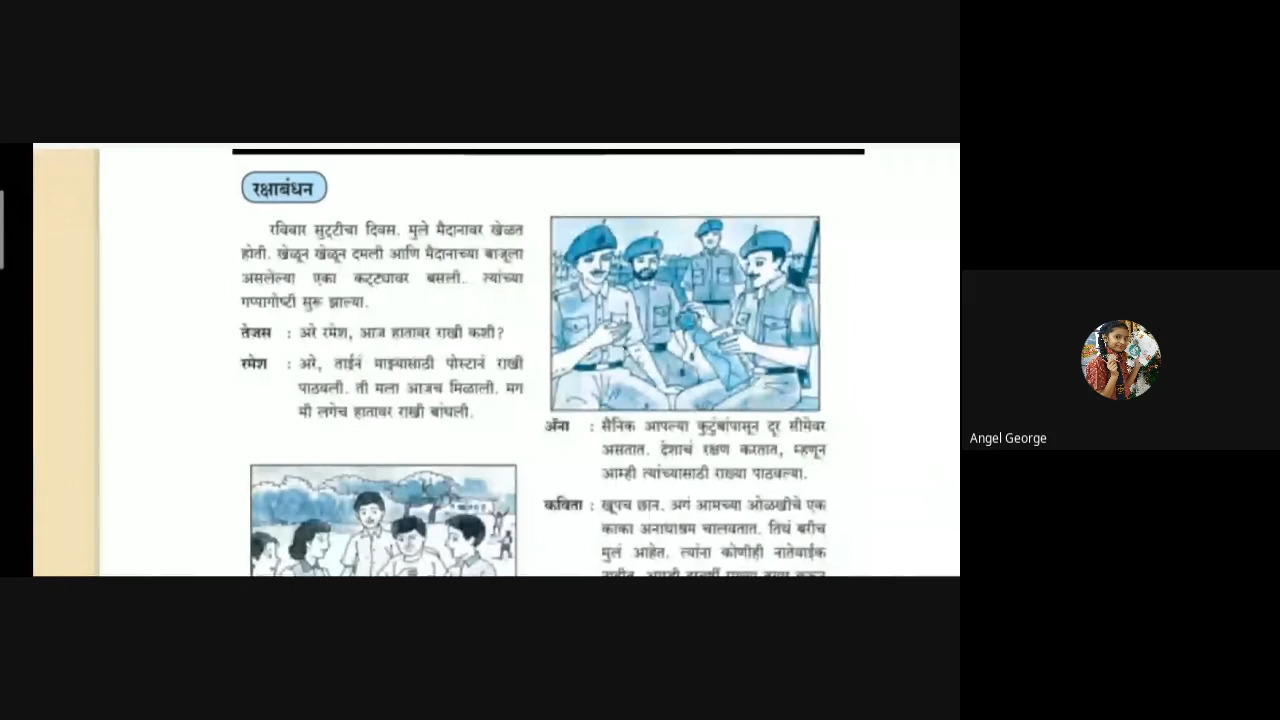 रक्षाबंधन
रविवार सुट्टीचा दिवस. मुले मैदानावर खेळत
होती. खेळून खेळून दमली आणि मैदानाच्या बाजूला
असलेल्या एका कट्ट्यावर बसली. त्यांच्या
गप्पागोष्टी सुरू झाल्या.
तेजस : अरे रमेश, आज हातावर राखी कशी?
रमेश : अरे, ताईनं माझ्यासाठी पोस्टानं राखी
पाठवली. ती मला आजच मिळाली. मग
मी लगेच हातावर राखी बांधली.
ॲना : सैनिक आपल्या कुटुंबांपासून दूर सीमेवर
असतात. देशाचं रक्षण करतात, म्हणून
आम्ही त्यांच्यासाठी राख्या पाठवल्या.
कविता : खूपच छान. अगं आमच्या ओळखीचे एक
काका अनाथाश्रम चालवतात. तिथं बरीच
मुलं आहेत. त्यांना कोणीही नातेवाईक
Angel George